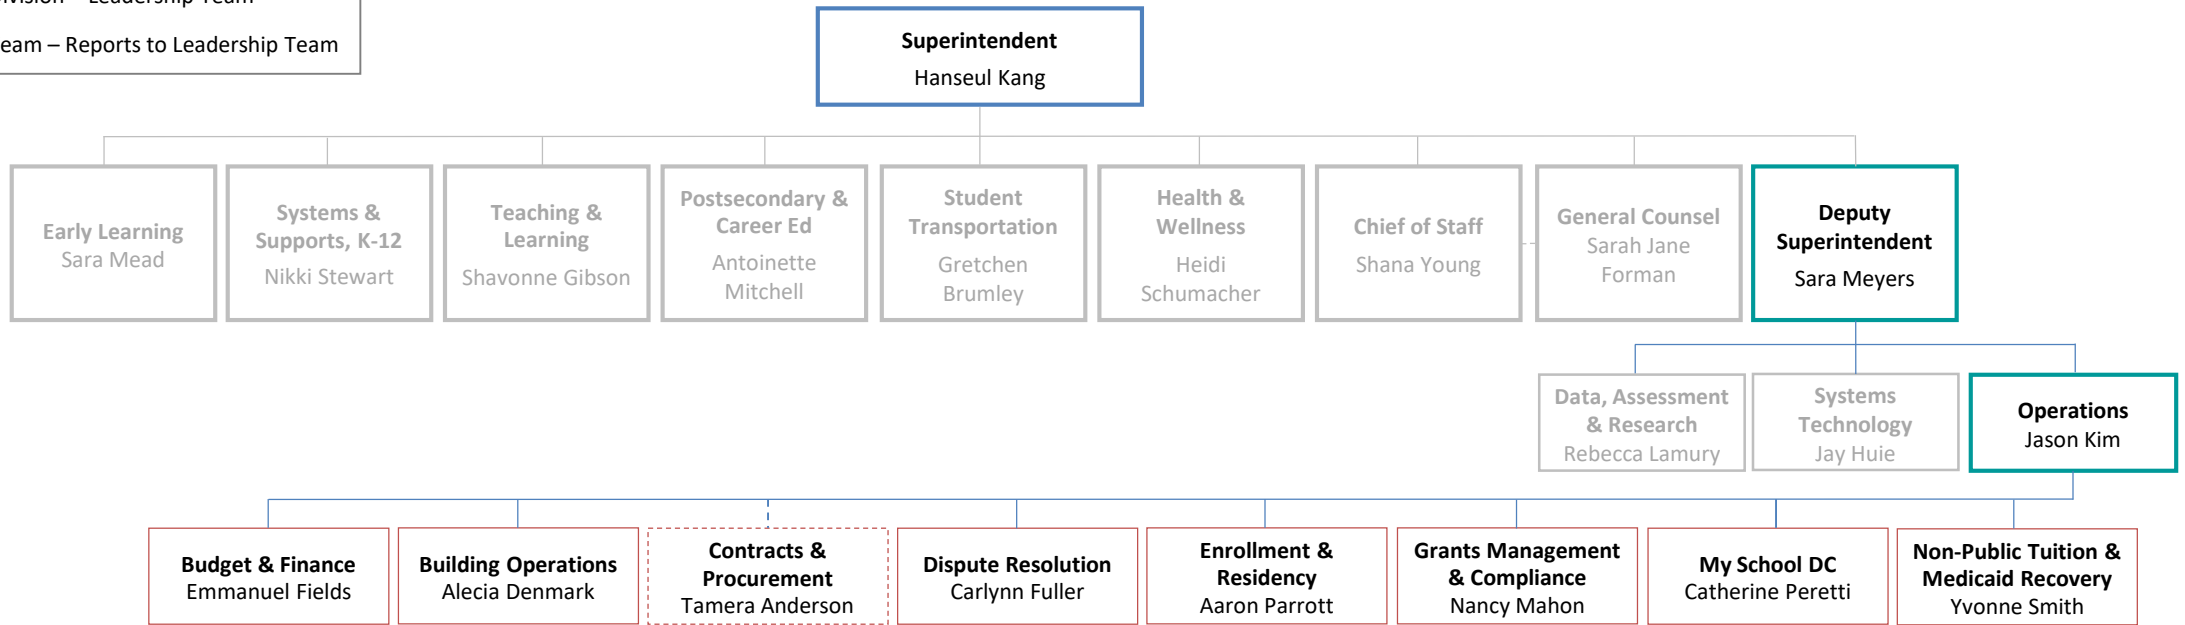 Leadership Team
Team – Reports to Leadership Team
Superintendent
Hanseul Kang
Early Learning
Sara Mead
Systems &
Supports, K-12
Nikki Stewart
Teaching &
Learning
Shavonne Gibson
Postsecondary &
Career Ed
Antoinette
Mitchell
Student
Transportation
Gretchen
Brumley
Health &
Wellness
Heidi
Schumacher
Chief of Staff
Shana Young
General Counsel
Sarah Jane
Forman
Deputy
Superintendent
Sara Meyers
Data, Assessment
& Research
Rebecca Lamury
Systems
Technology
Jay Huie
Operations
Jason Kim
Budget & Finance
Emmanuel Fields
Building Operations
Alecia Denmark
Contracts &
Procurement
Tamera Anderson
Dispute Resolution
Carlynn Fuller
Enrollment &
Residency
Aaron Parrott
Grants Management
& Compliance
Nancy Mahon
My School DC
Catherine Peretti
Non-Public Tuition &
Medicaid Recovery
Yvonne Smith